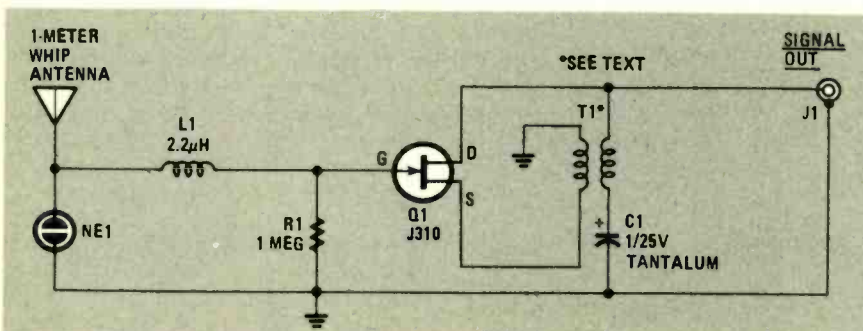 1-METER
WHIP
ANTENNA
L1
2.2μH
NE1
R1
1 MEG
G
D
S
Q1
J310
*SEE TEXT
T1*
+
C1
1/25V
TANTALUM
SIGNAL
OUT
J1